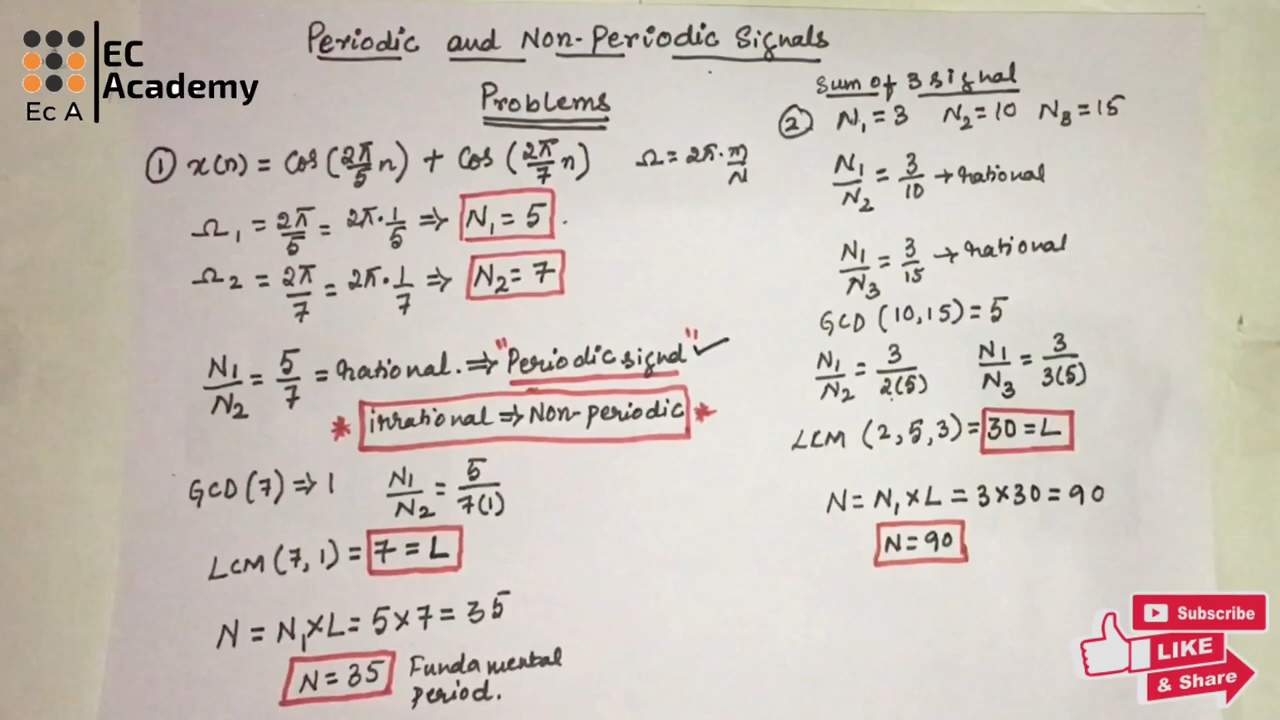 EC
Academy
Ec A
Periodic and Non-Periodic Signals
Problems
① x(n) = Cos(2π/5 n) + Cos(2π/7 n) Ω = 2π·m/N
Ω₁ = 2π/5 = 2π·1/5 ⇒ N₁ = 5.
Ω₂ = 2π/7 = 2π·1/7 ⇒ N₂ = 7
N₁/N₂ = 5/7 = rational. ⇒ "Periodic signal" ✓
* irrational ⇒ Non-periodic *
GCD(7) ⇒ 1 N₁/N₂ = 5/7(1)
LCM(7, 1) = 7 = L
N = N₁×L = 5×7 = 35
N = 35 Fundamental
period.
Sum of 3 signal
② N₁ = 3 N₂ = 10 N₃ = 15
N₁/N₂ = 3/10 → rational
N₁/N₃ = 3/15 → rational
GCD (10, 15) = 5
N₁/N₂ = 3/2(5) N₁/N₃ = 3/3(5)
LCM (2, 5, 3) = 30 = L
N = N₁×L = 3×30 = 90
N = 90
Subscribe
LIKE
& Share